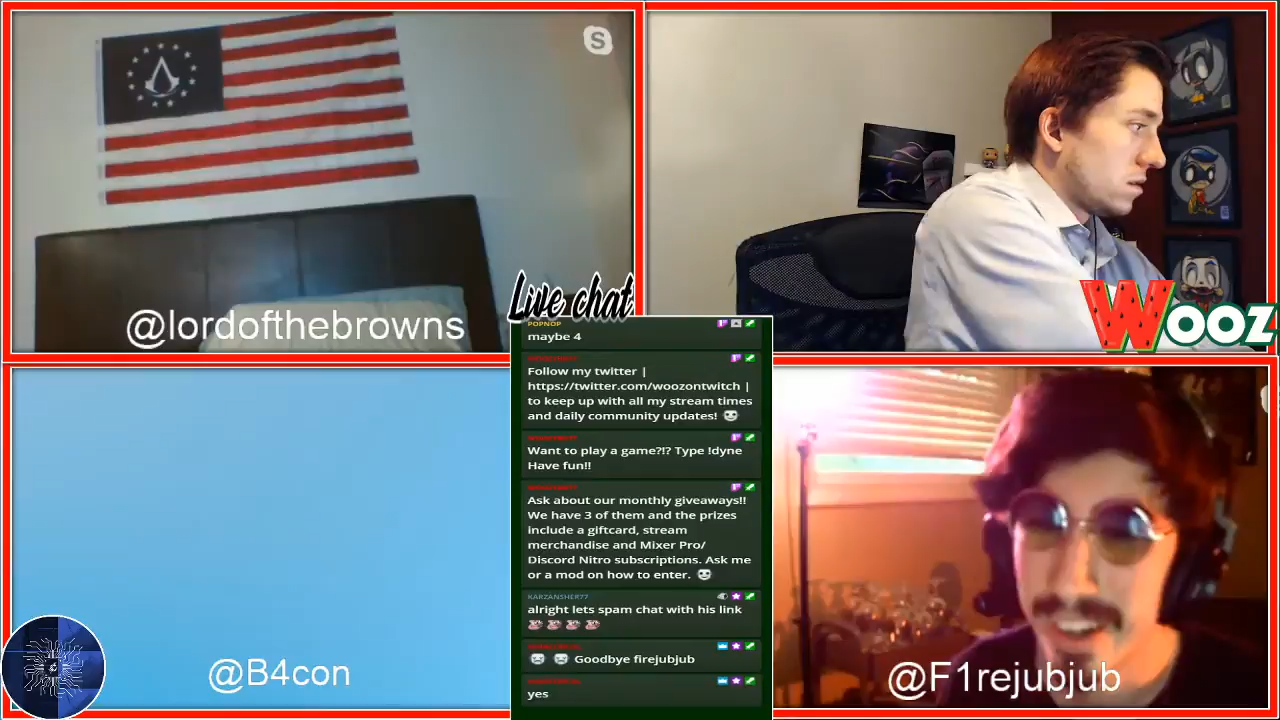 @lordofthebrowns
Wooz
Live chat
POPNOP
maybe 4
Follow my twitter |
https://twitter.com/woozontwitch |
to keep up with all my stream times
and daily community updates!
Want to play a game?!? Type !dyne
Have fun!!
Ask about our monthly giveaways!!
We have 3 of them and the prizes
include a giftcard, stream
merchandise and Mixer Pro/
Discord Nitro subscriptions. Ask me
or a mod on how to enter.
KARZANSHER77
alright lets spam chat with his link
Goodbye firejubjub
yes
@B4con
@F1rejubjub